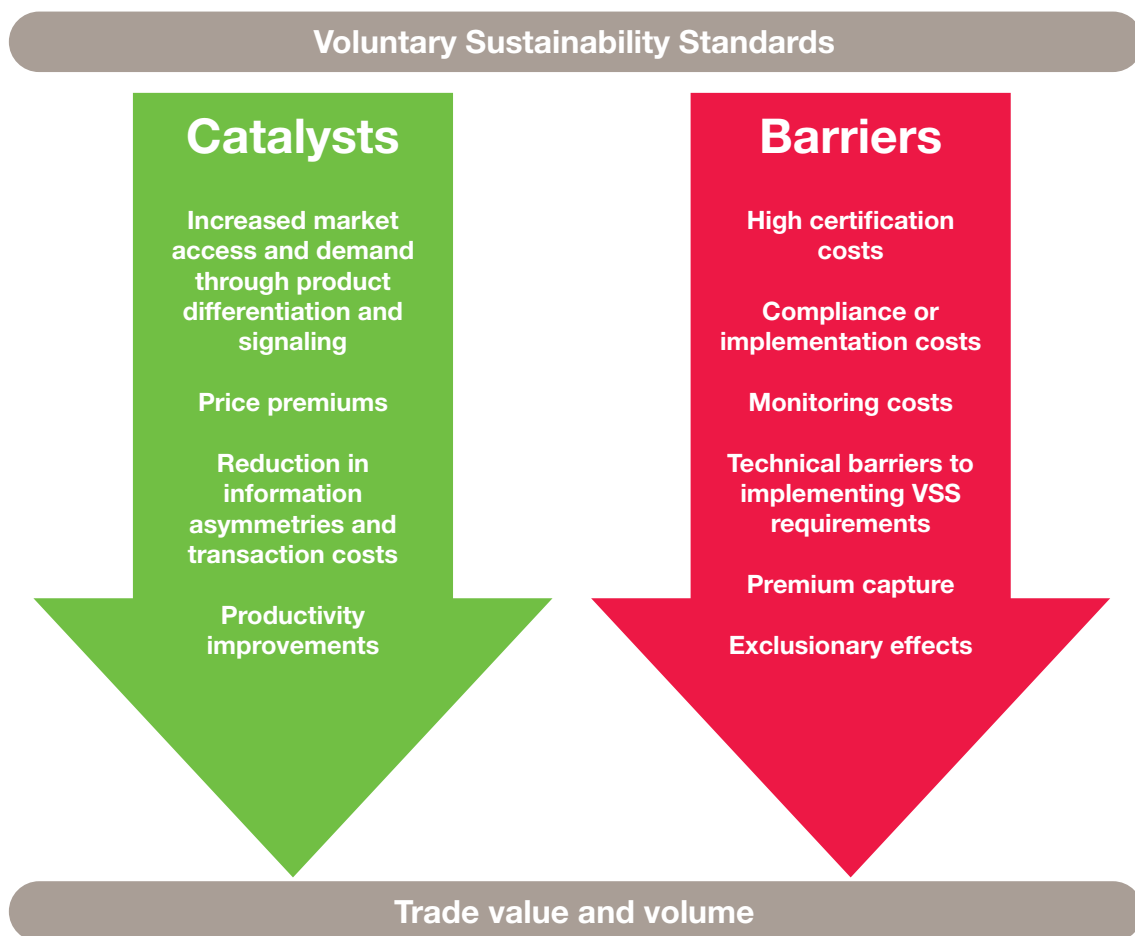 Voluntary Sustainability Standards
Catalysts
Increased market
access and demand
through product
differentiation and
signaling
Price premiums
Reduction in
information
asymmetries and
transaction costs
Productivity
improvements
Barriers
High certification
costs
Compliance or
implementation costs
Monitoring costs
Technical barriers to
implementing VSS
requirements
Premium capture
Exclusionary effects
Trade value and volume